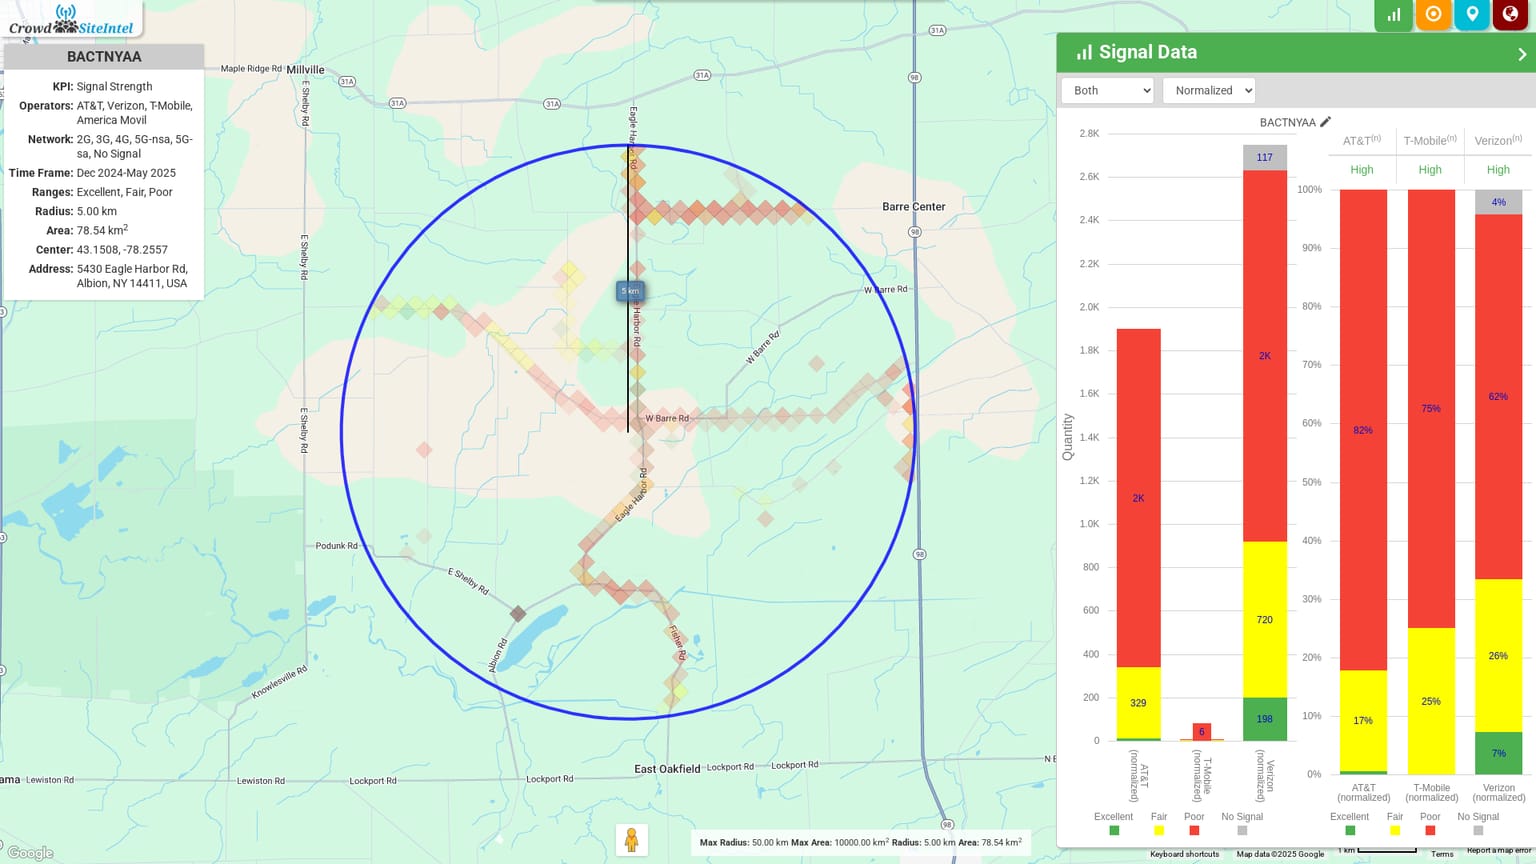 Crowd SiteIntel
BACTNYAA
KPI: Signal Strength
Operators: AT&T, Verizon, T-Mobile,
America Movil
Network: 2G, 3G, 4G, 5G-nsa, 5G-
sa, No Signal
Time Frame: Dec 2024-May 2025
Ranges: Excellent, Fair, Poor
Radius: 5.00 km
Area: 78.54 km2
Center: 43.1508, -78.2557
Address: 5430 Eagle Harbor Rd,
Albion, NY 14411, USA
Maple Ridge Rd
Millville
31A
31A
31A
31A
31A
98
E Shelby Rd
Eagle Harbor Rd
Barre Center
98
E Shelby Rd
5 km
W Barre Rd
Harbor Rd
W Barre Rd
E Shelby Rd
W Barre Rd
Eagle Harbor Rd
Podunk Rd
98
E Shelby Rd
Albion Rd
Fisher Rd
Knowlesville Rd
East Oakfield
Lockport Rd
Lockport Rd
Lewiston Rd
Lewiston Rd
Lockport Rd
Lockport Rd
ama
N E
98
Max Radius: 50.00 km Max Area: 10000.00 km2 Radius: 5.00 km Area: 78.54 km2
Google
Keyboard shortcuts
Map data ©2025 Google
1 km
Terms
Report a map error
Signal Data
Both
Normalized
BACTNYAA
2.8K
2.6K
2.4K
2.2K
2.0K
1.8K
1.6K
1.4K
1.2K
1.0K
800
600
400
200
0
Quantity
2K
329
6
117
2K
720
198
AT&T
(normalized)
T-Mobile
(normalized)
Verizon
(normalized)
Excellent
Fair
Poor
No Signal
AT&T(n)
T-Mobile(n)
Verizon(n)
High
High
High
100%
90%
80%
70%
60%
50%
40%
30%
20%
10%
0%
82%
17%
75%
25%
4%
62%
26%
7%
AT&T
(normalized)
T-Mobile
(normalized)
Verizon
(normalized)
Excellent
Fair
Poor
No Signal